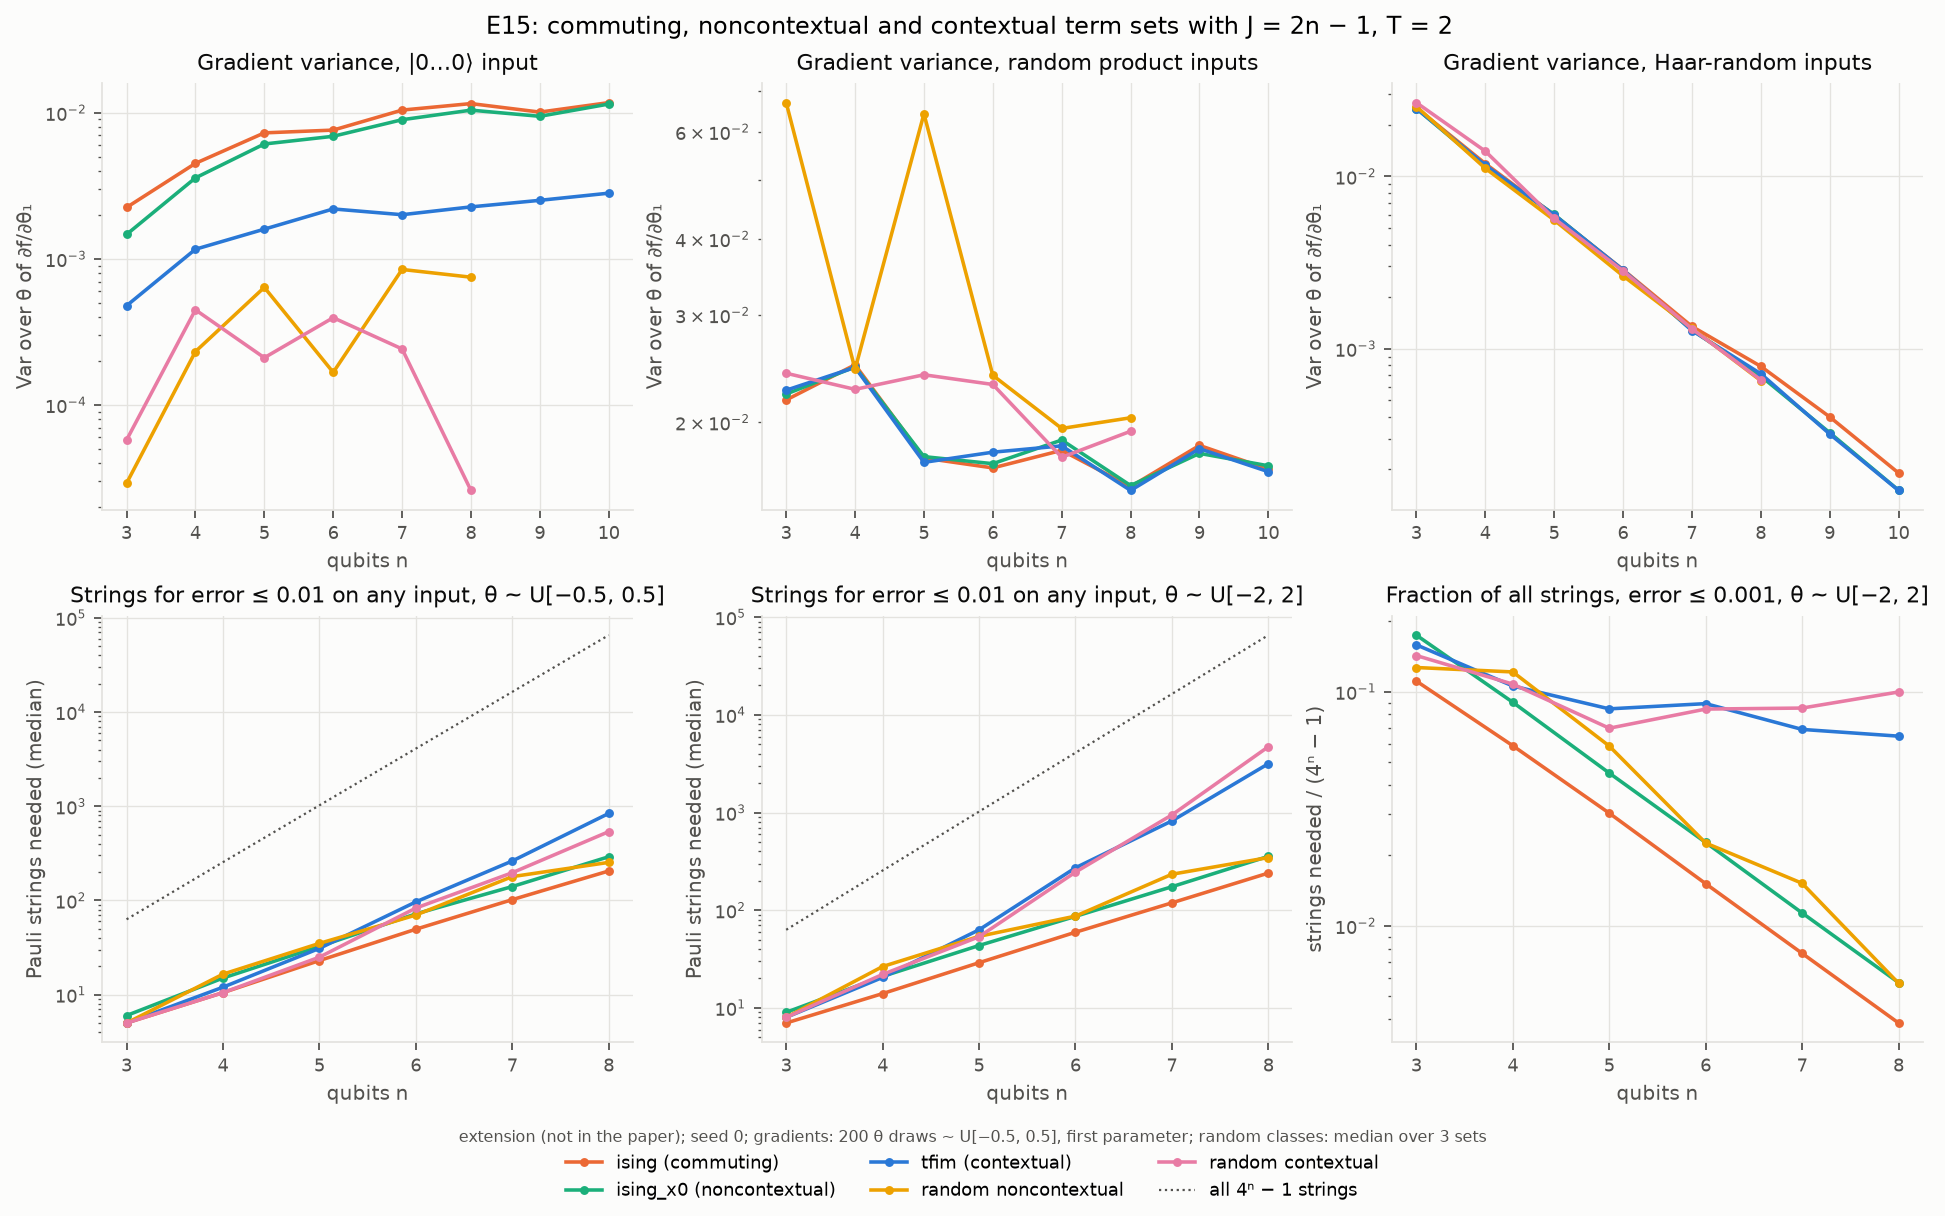 E15: commuting, noncontextual and contextual term sets with J = 2n − 1, T = 2
Gradient variance, |0…0⟩ input
Var over θ of ∂f/∂θ₁
10⁻²
10⁻³
10⁻⁴
3 4 5 6 7 8 9 10
qubits n
Gradient variance, random product inputs
Var over θ of ∂f/∂θ₁
6 × 10⁻²
4 × 10⁻²
3 × 10⁻²
2 × 10⁻²
3 4 5 6 7 8 9 10
qubits n
Gradient variance, Haar-random inputs
Var over θ of ∂f/∂θ₁
10⁻²
10⁻³
3 4 5 6 7 8 9 10
qubits n
Strings for error ≤ 0.01 on any input, θ ~ U[−0.5, 0.5]
Pauli strings needed (median)
10⁵
10⁴
10³
10²
10¹
3 4 5 6 7 8
qubits n
Strings for error ≤ 0.01 on any input, θ ~ U[−2, 2]
Pauli strings needed (median)
10⁵
10⁴
10³
10²
10¹
3 4 5 6 7 8
qubits n
Fraction of all strings, error ≤ 0.001, θ ~ U[−2, 2]
strings needed / (4ⁿ − 1)
10⁻¹
10⁻²
3 4 5 6 7 8
qubits n
extension (not in the paper); seed 0; gradients: 200 θ draws ~ U[−0.5, 0.5], first parameter; random classes: median over 3 sets
ising (commuting)
ising_x0 (noncontextual)
tfim (contextual)
random noncontextual
random contextual
all 4ⁿ − 1 strings